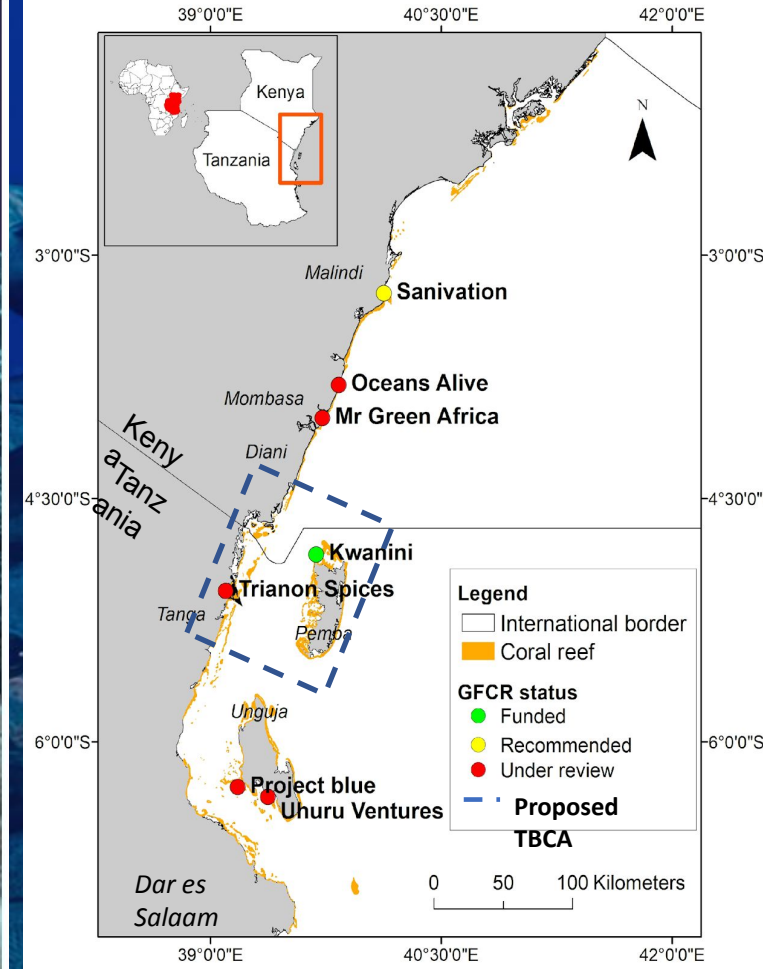 39°0'0"E
40°30'0"E
42°0'0"E
Kenya
Tanzania
N
3°0'0"S
3°0'0"S
Malindi
Sanivation
Oceans Alive
Mombasa
Mr Green Africa
Diani
Keny
aTanz
ania
4°30'0"S
4°30'0"S
Kwanini
Trianon Spices
Tanga
Pemba
Legend
International border
Coral reef
GFCR status
Funded
Recommended
Under review
Proposed
TBCA
Unguja
6°0'0"S
6°0'0"S
Project blue
Uhuru Ventures
Dar es
Salaam
0 50 100 Kilometers
39°0'0"E
40°30'0"E
42°0'0"E